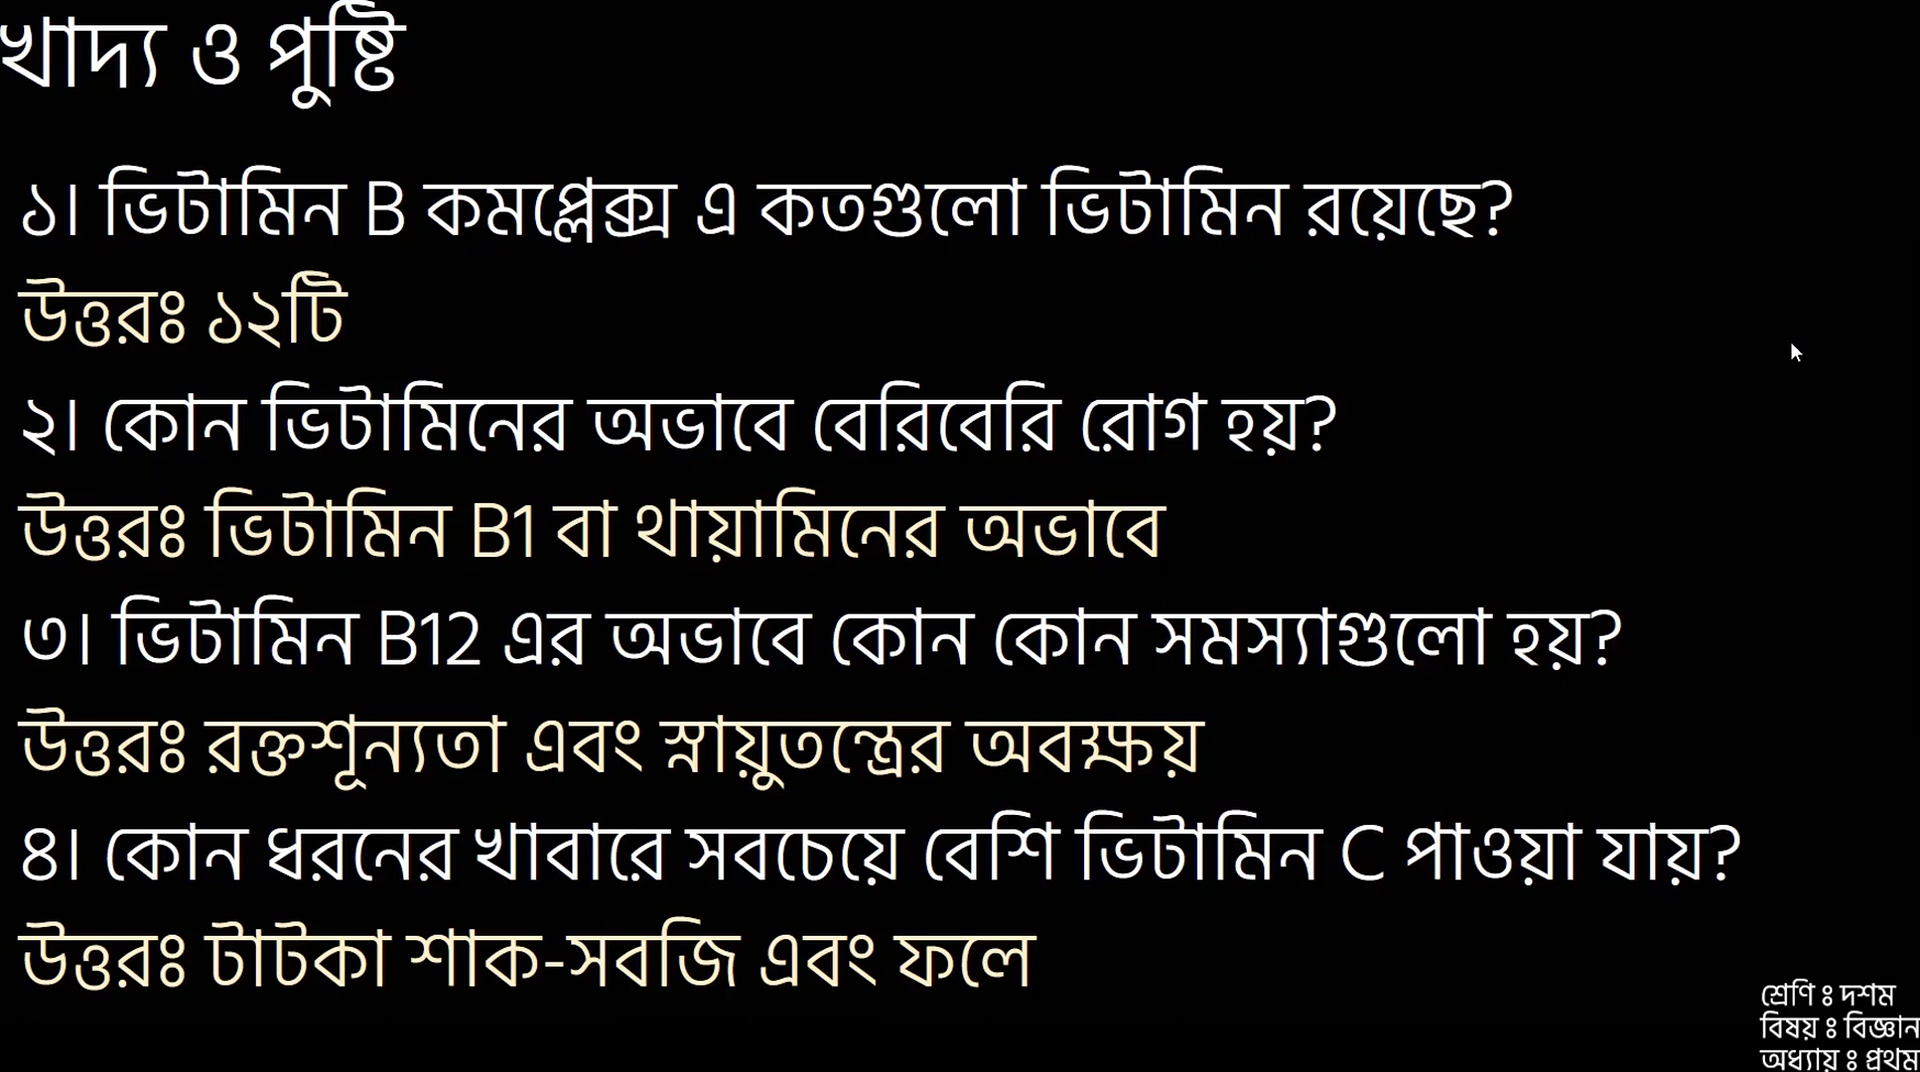 খাদ্য ও পুষ্টি
১। ভিটামিন B কমপ্লেক্স এ কতগুলো ভিটামিন রয়েছে?
উত্তরঃ ১২টি
২। কোন ভিটামিনের অভাবে বেরিবেরি রোগ হয়?
উত্তরঃ ভিটামিন B1 বা থায়ামিনের অভাবে
৩। ভিটামিন B12 এর অভাবে কোন কোন সমস্যাগুলো হয়?
উত্তরঃ রক্তশূন্যতা এবং স্নায়ুতন্ত্রের অবক্ষয়
৪। কোন ধরনের খাবারে সবচেয়ে বেশি ভিটামিন C পাওয়া যায়?
উত্তরঃ টাটকা শাক-সবজি এবং ফলে
শ্রেণি ঃ দশম
বিষয় ঃ বিজ্ঞান
অধ্যায় ঃ প্রথম